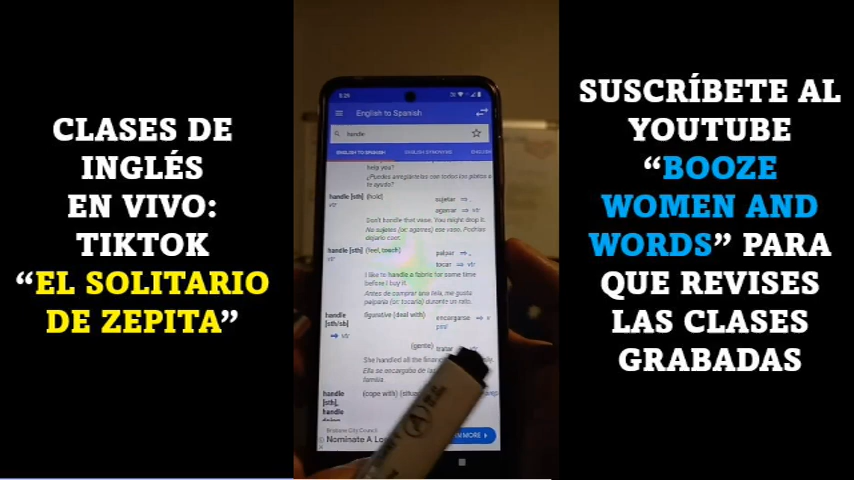 CLASES DE
INGLÉS
EN VIVO:
TIKTOK
“EL SOLITARIO
DE ZEPITA”
5:25
English to Spanish
handle
ENGLISH TO SPANISH ENGLISH SYNONYMS ENGLISH
help you?
¿Puedes arreglártelas con todos los platos o
te ayudo?
handle [sth] (hold) sujetar ⇒
vtr agarrar ⇒ vtr
Don't handle that vase. You might drop it.
No sujetes (or: agarres) ese vaso. Podrías
dejarlo caer.
handle [sth] (feel, touch) palpar ⇒
vtr tocar ⇒ vtr
I like to handle a fabric for some time
before I buy it.
Antes de comprar una tela, me gusta
palparla (or: tocarla) durante un rato.
handle figurative (deal with) encargarse ⇒ v
[sth/sb] prnl
⇒ vtr
(gente) tratar
She handled all the
Ella se encargaba de
familia.
handle (cope with)
[sth],
handle
Brisbane City Council
Nominate A MORE
A
SUSCRÍBETE AL
YOUTUBE
“BOOZE
WOMEN AND
WORDS” PARA
QUE REVISES
LAS CLASES
GRABADAS